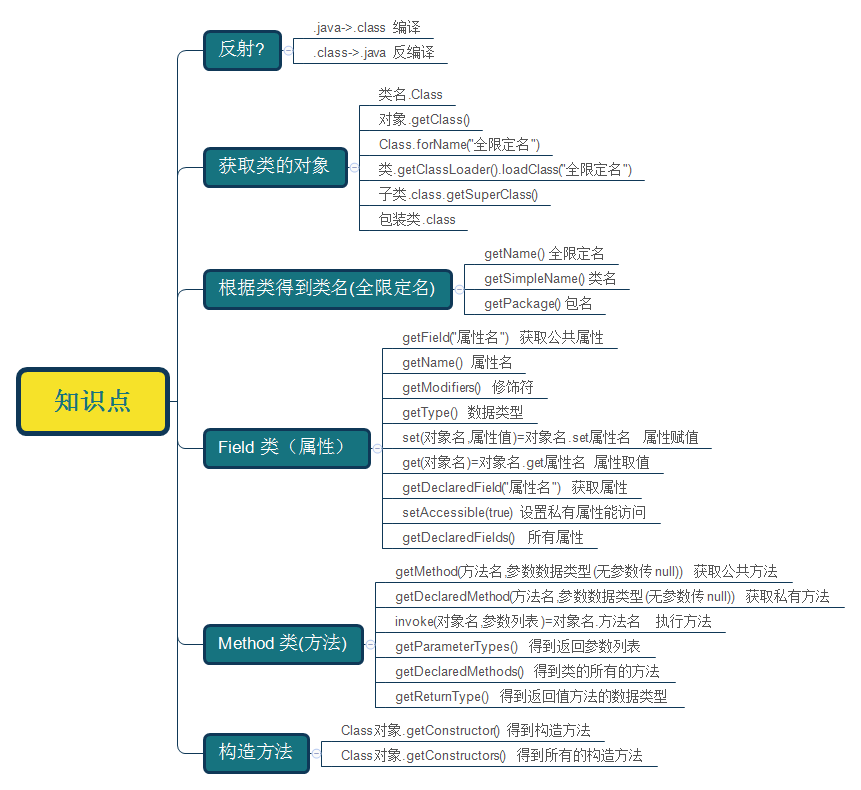 知识点
反射?
.java->.class 编译
.class->.java 反编译
获取类的对象
类名.Class
对象.getClass()
Class.forName("全限定名")
类.getClassLoader().loadClass("全限定名")
子类.class.getSuperClass()
包装类.class
根据类得到类名(全限定名)
getName() 全限定名
getSimpleName() 类名
getPackage() 包名
Field 类（属性）
getField("属性名") 获取公共属性
getName() 属性名
getModifiers() 修饰符
getType() 数据类型
set(对象名,属性值)=对象名.set属性名 属性赋值
get(对象名)=对象名.get属性名 属性取值
getDeclaredField("属性名") 获取属性
setAccessible(true) 设置私有属性能访问
getDeclaredFields() 所有属性
Method 类(方法)
getMethod(方法名,参数数据类型(无参数传 null)) 获取公共方法
getDeclaredMethod(方法名,参数数据类型(无参数传 null)) 获取私有方法
invoke(对象名,参数列表)=对象名.方法名 执行方法
getParameterTypes() 得到返回参数列表
getDeclaredMethods() 得到类的所有的方法
getReturnType() 得到返回值方法的数据类型
构造方法
Class对象.getConstructor() 得到构造方法
Class对象.getConstructors() 得到所有的构造方法